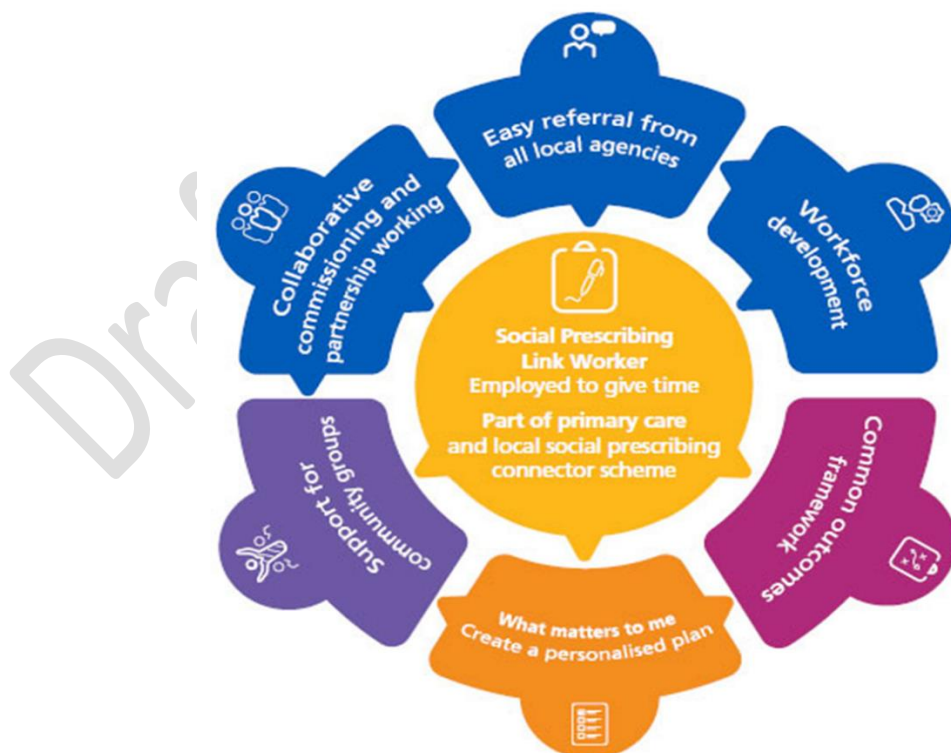 Easy referral from
all local agencies
Workforce
development
Common outcomes
framework
What matters to me
Create a personalised plan
Support for
community groups
Collaborative
commissioning and
partnership working
Social Prescribing
Link Worker
Employed to give time
Part of primary care
and local social prescribing
connector scheme